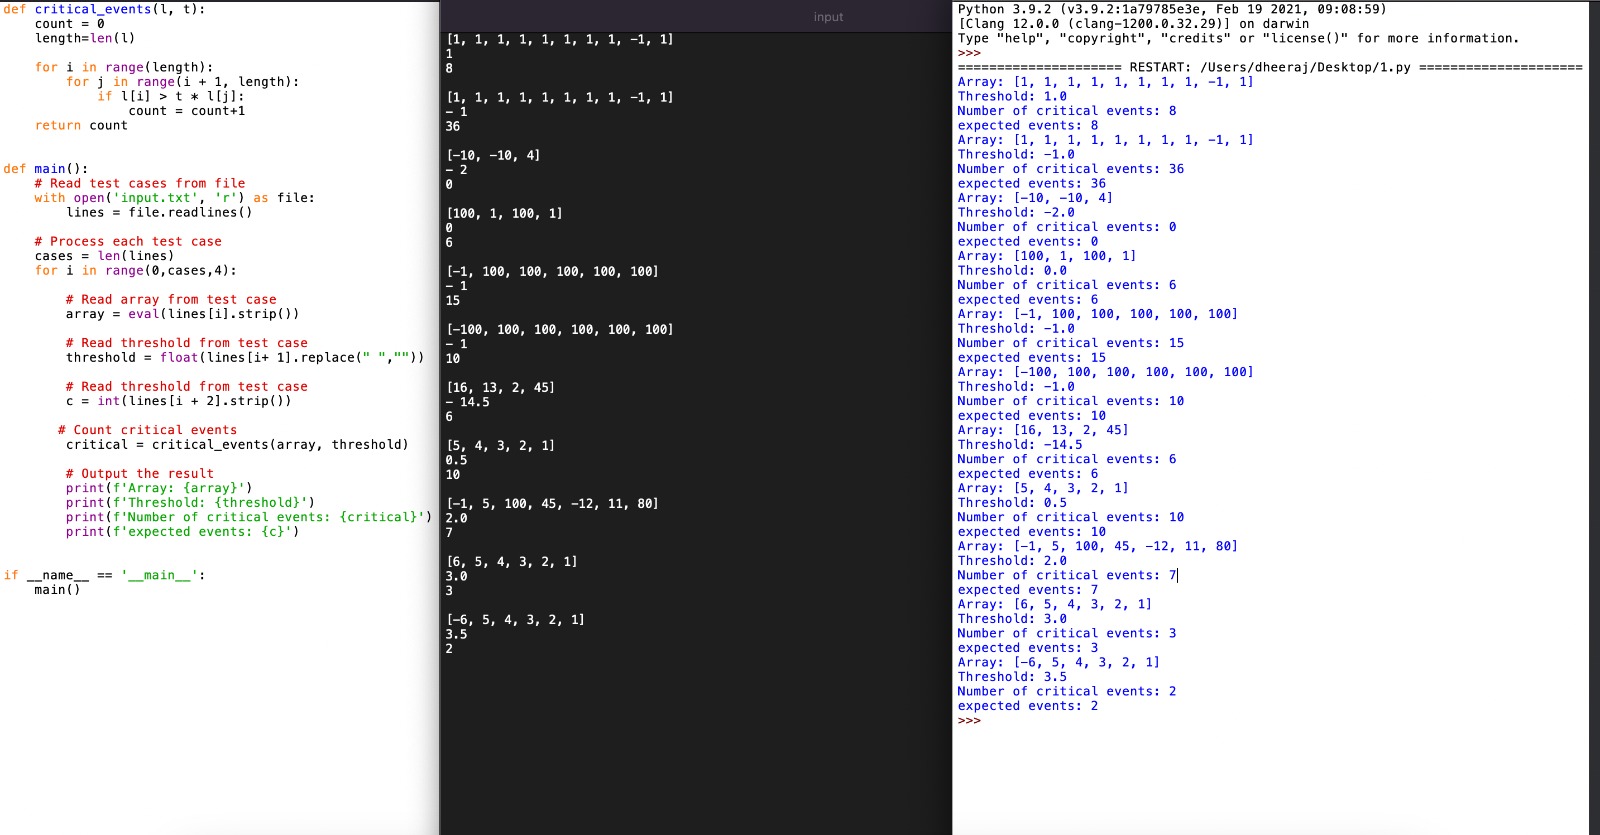 def critical_events(l, t):
    count = 0
    length=len(l)

    for i in range(length):
        for j in range(i + 1, length):
            if l[i] > t * l[j]:
                count = count+1
    return count


def main():
    # Read test cases from file
    with open('input.txt', 'r') as file:
        lines = file.readlines()

    # Process each test case
    cases = len(lines)
    for i in range(0,cases,4):

        # Read array from test case
        array = eval(lines[i].strip())

        # Read threshold from test case
        threshold = float(lines[i+ 1].replace(" ",""))

        # Read threshold from test case
        c = int(lines[i + 2].strip())

       # Count critical events
        critical = critical_events(array, threshold)

        # Output the result
        print(f'Array: {array}')
        print(f'Threshold: {threshold}')
        print(f'Number of critical events: {critical}')
        print(f'expected events: {c}')


if __name__ == '__main__':
    main()
input
[1, 1, 1, 1, 1, 1, 1, 1, -1, 1]
1
8

[1, 1, 1, 1, 1, 1, 1, 1, -1, 1]
- 1
36

[-10, -10, 4]
- 2
0

[100, 1, 100, 1]
0
6

[-1, 100, 100, 100, 100, 100]
- 1
15

[-100, 100, 100, 100, 100, 100]
- 1
10

[16, 13, 2, 45]
- 14.5
6

[5, 4, 3, 2, 1]
0.5
10

[-1, 5, 100, 45, -12, 11, 80]
2.0
7

[6, 5, 4, 3, 2, 1]
3.0
3

[-6, 5, 4, 3, 2, 1]
3.5
2
Python 3.9.2 (v3.9.2:1a79785e3e, Feb 19 2021, 09:08:59)
[Clang 12.0.0 (clang-1200.0.32.29)] on darwin
Type "help", "copyright", "credits" or "license()" for more information.
>>>
===================== RESTART: /Users/dheeraj/Desktop/1.py =====================
Array: [1, 1, 1, 1, 1, 1, 1, 1, -1, 1]
Threshold: 1.0
Number of critical events: 8
expected events: 8
Array: [1, 1, 1, 1, 1, 1, 1, 1, -1, 1]
Threshold: -1.0
Number of critical events: 36
expected events: 36
Array: [-10, -10, 4]
Threshold: -2.0
Number of critical events: 0
expected events: 0
Array: [100, 1, 100, 1]
Threshold: 0.0
Number of critical events: 6
expected events: 6
Array: [-1, 100, 100, 100, 100, 100]
Threshold: -1.0
Number of critical events: 15
expected events: 15
Array: [-100, 100, 100, 100, 100, 100]
Threshold: -1.0
Number of critical events: 10
expected events: 10
Array: [16, 13, 2, 45]
Threshold: -14.5
Number of critical events: 6
expected events: 6
Array: [5, 4, 3, 2, 1]
Threshold: 0.5
Number of critical events: 10
expected events: 10
Array: [-1, 5, 100, 45, -12, 11, 80]
Threshold: 2.0
Number of critical events: 7
expected events: 7
Array: [6, 5, 4, 3, 2, 1]
Threshold: 3.0
Number of critical events: 3
expected events: 3
Array: [-6, 5, 4, 3, 2, 1]
Threshold: 3.5
Number of critical events: 2
expected events: 2
>>>